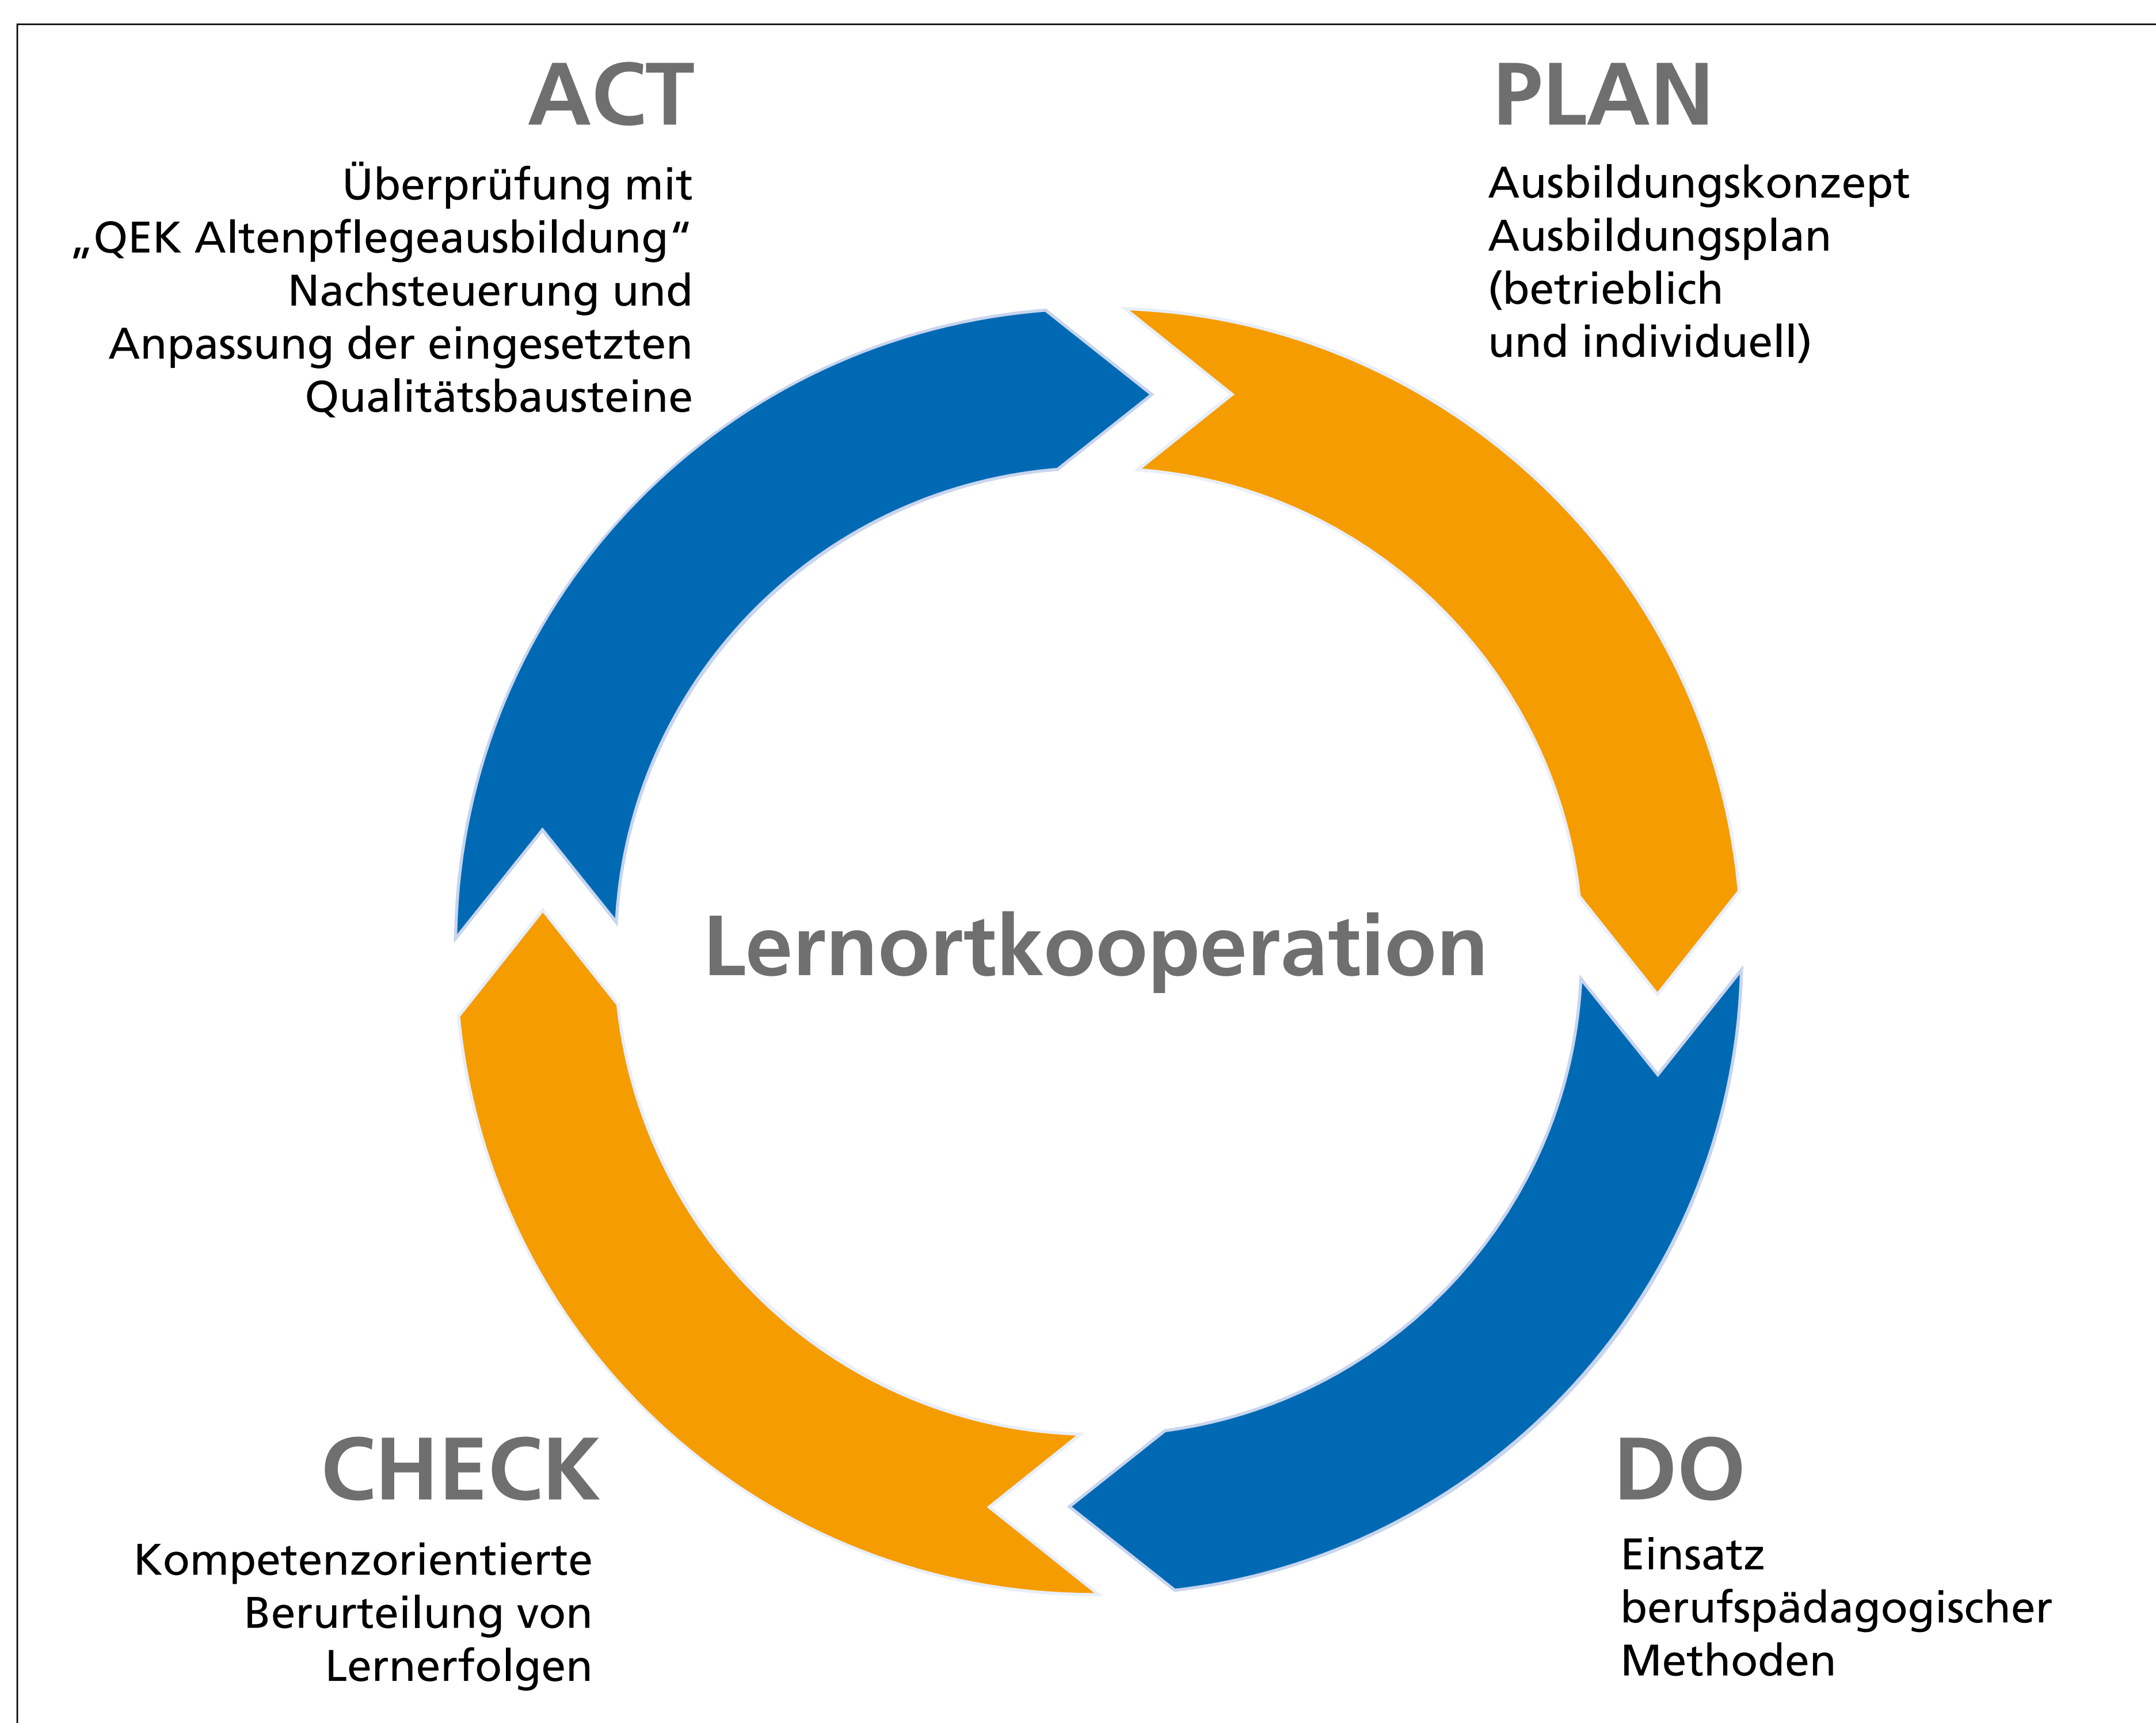 ACT
Überprüfung mit
„QEK Altenpflegeausbildung“
Nachsteuerung und
Anpassung der eingesetzten
Qualitätsbausteine
PLAN
Ausbildungskonzept
Ausbildungsplan
(betrieblich
und individuell)
Lernortkooperation
CHECK
Kompetenzorientierte
Berurteilung von
Lernerfolgen
DO
Einsatz
berufspädagogischer
Methoden